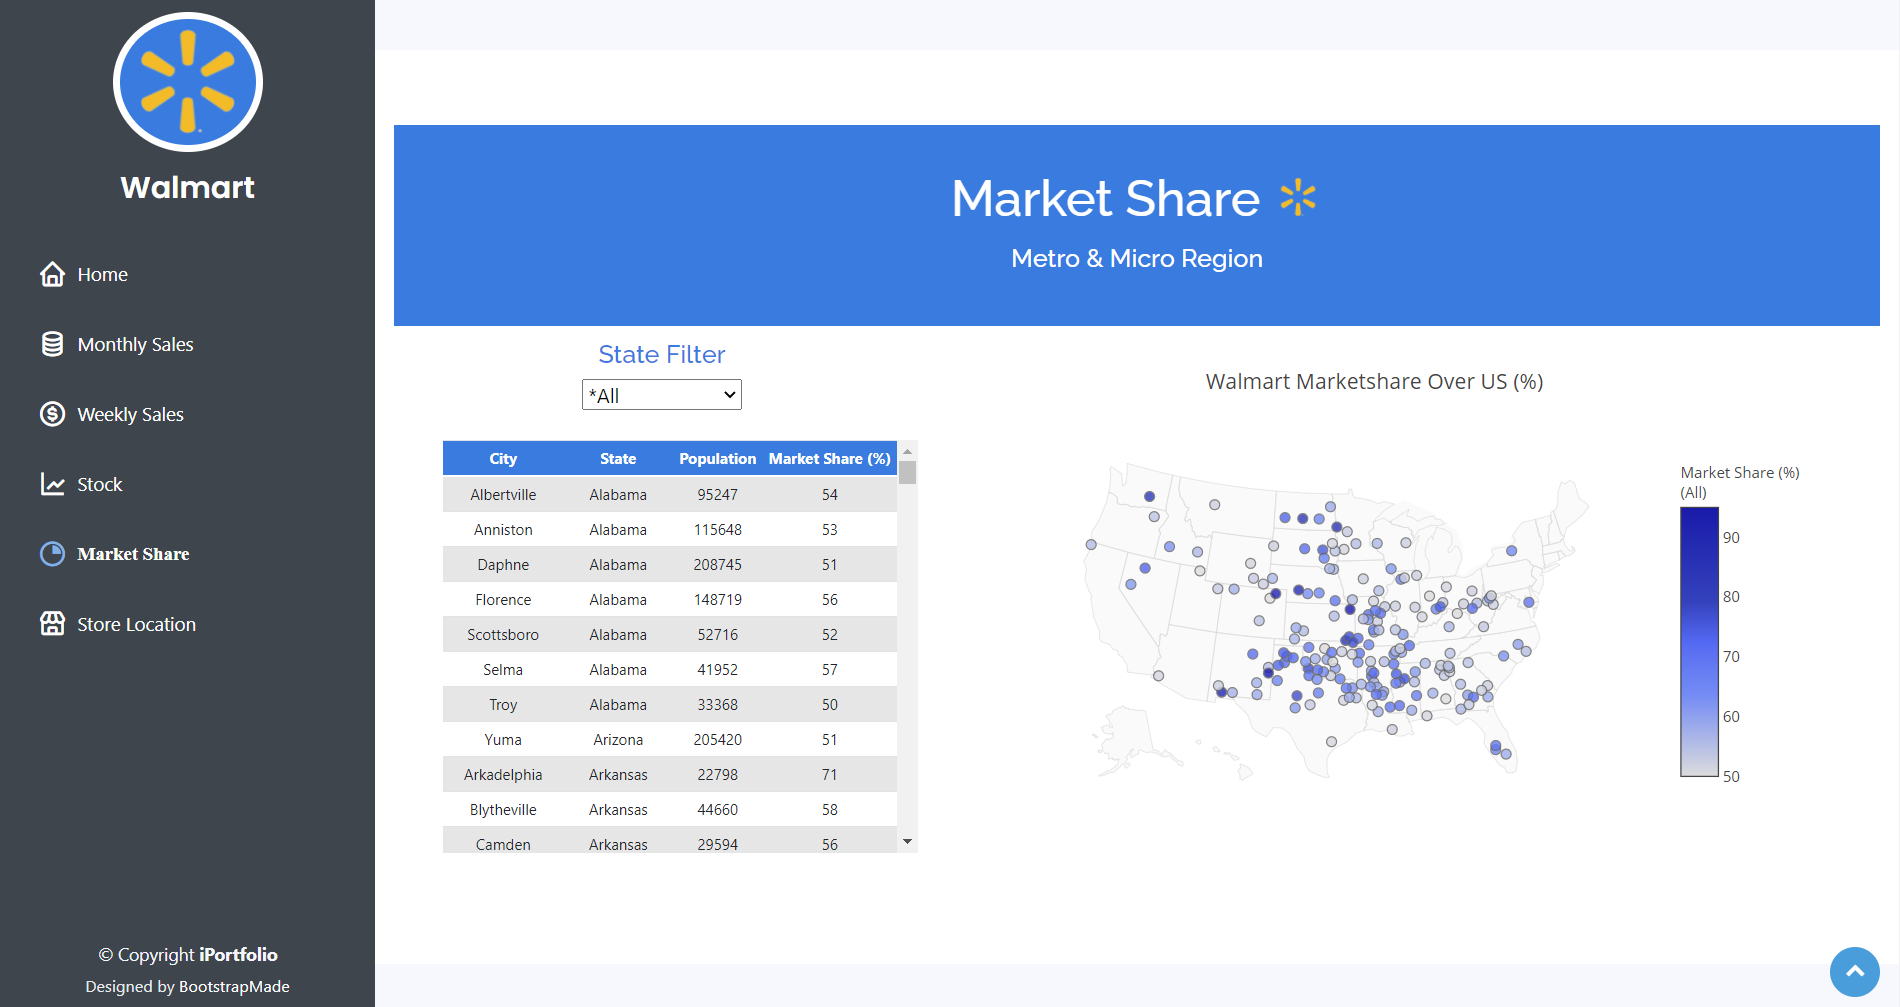 Walmart
Home
Monthly Sales
Weekly Sales
Stock
Market Share
Store Location
© Copyright iPortfolio
Designed by BootstrapMade
Market Share
Metro & Micro Region
State Filter
*All
City State Population Market Share (%)
Albertville Alabama 95247 54
Anniston Alabama 115648 53
Daphne Alabama 208745 51
Florence Alabama 148719 56
Scottsboro Alabama 52716 52
Selma Alabama 41952 57
Troy Alabama 33368 50
Yuma Arizona 205420 51
Arkadelphia Arkansas 22798 71
Blytheville Arkansas 44660 58
Camden Arkansas 29594 56
Walmart Marketshare Over US (%)
Market Share (%)
(All)
90
80
70
60
50